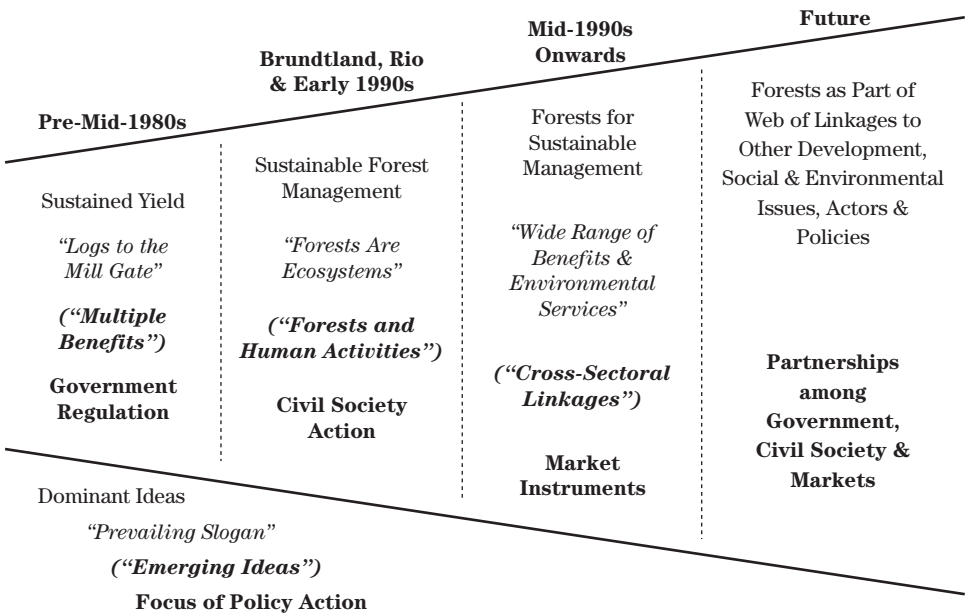 Pre-Mid-1980s
Sustained Yield
“Logs to the
Mill Gate”
(“Multiple
Benefits”)
Government
Regulation
Brundtland, Rio
& Early 1990s
Sustainable Forest
Management
“Forests Are
Ecosystems”
(“Forests and
Human Activities”)
Civil Society
Action
Mid-1990s
Onwards
Forests for
Sustainable
Management
“Wide Range of
Benefits &
Environmental
Services”
(“Cross-Sectoral
Linkages”)
Market
Instruments
Future
Forests as Part of
Web of Linkages to
Other Development,
Social & Environmental
Issues, Actors &
Policies
Partnerships
among
Government,
Civil Society &
Markets
Dominant Ideas
“Prevailing Slogan”
(“Emerging Ideas”)
Focus of Policy Action